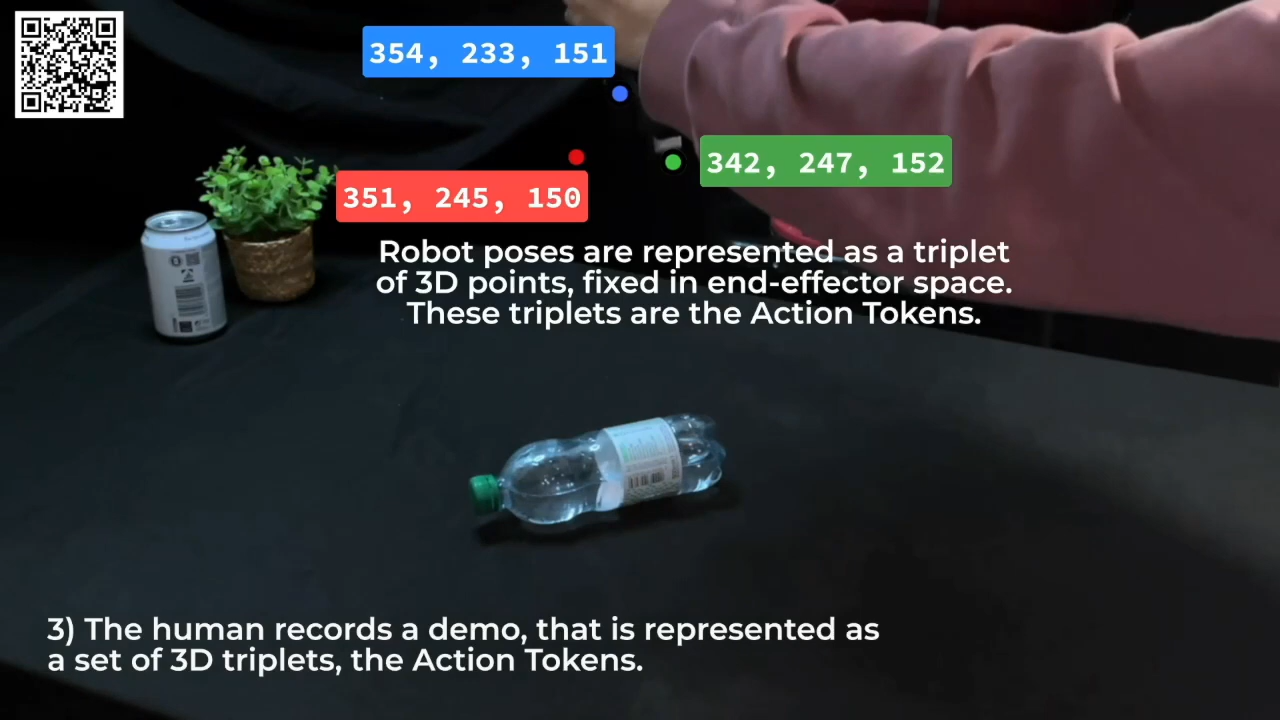 354, 233, 151
342, 247, 152
351, 245, 150
Robot poses are represented as a triplet
of 3D points, fixed in end-effector space.
These triplets are the Action Tokens.
3) The human records a demo, that is represented as
a set of 3D triplets, the Action Tokens.